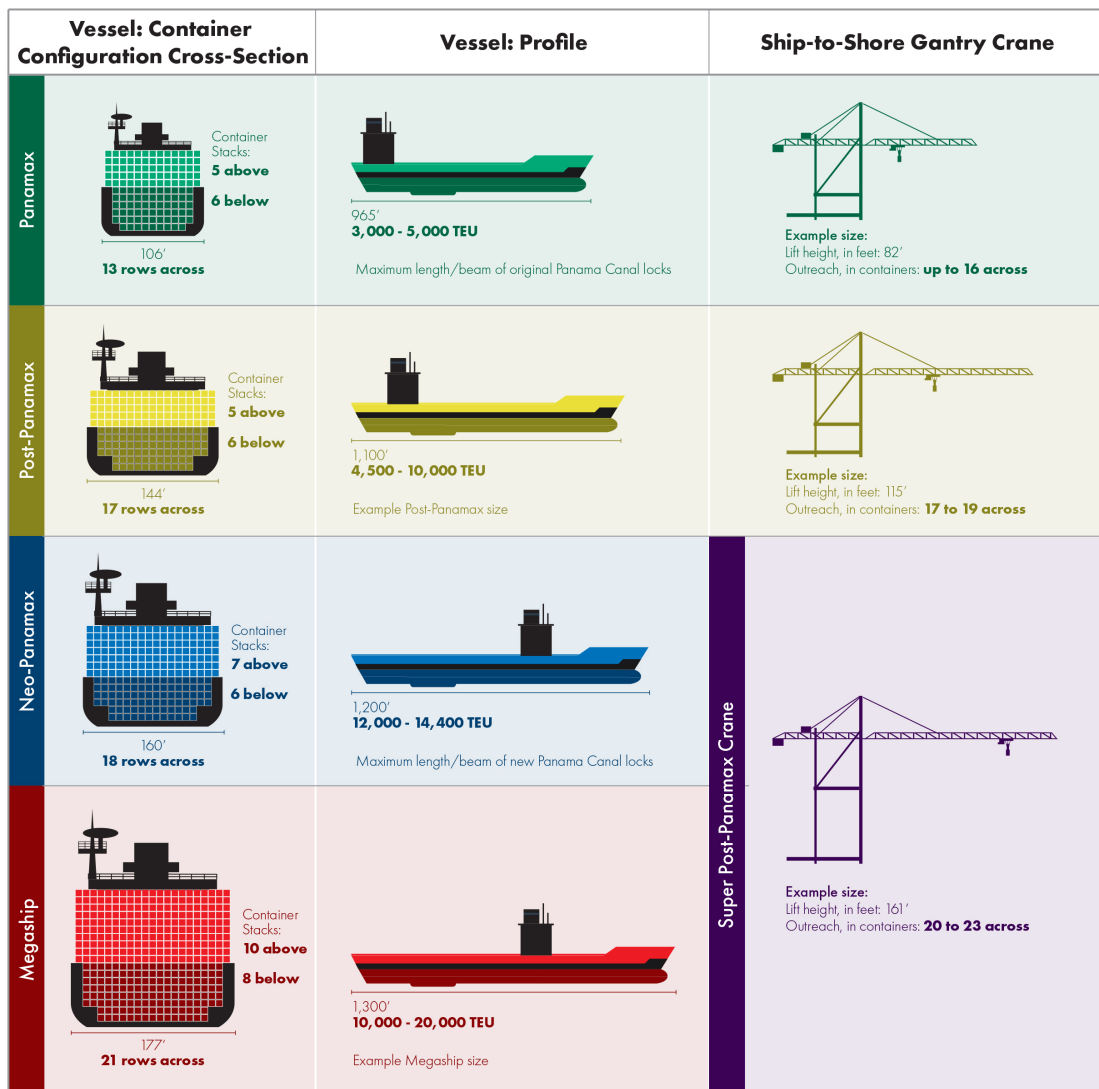 Vessel: Container
Configuration Cross-Section
Vessel: Profile
Ship-to-Shore Gantry Crane
Panamax
Container
Stacks:
5 above
6 below
106′
13 rows across
965′
3,000 - 5,000 TEU
Maximum length/beam of original Panama Canal locks
Example size:
Lift height, in feet: 82′
Outreach, in containers: up to 16 across
Post-Panamax
Container
Stacks:
5 above
6 below
144′
17 rows across
1,100′
4,500 - 10,000 TEU
Example Post-Panamax size
Example size:
Lift height, in feet: 115′
Outreach, in containers: 17 to 19 across
Neo-Panamax
Container
Stacks:
7 above
6 below
160′
18 rows across
1,200′
12,000 - 14,400 TEU
Maximum length/beam of new Panama Canal locks
Super Post-Panamax Crane
Example size:
Lift height, in feet: 161′
Outreach, in containers: 20 to 23 across
Megaship
Container
Stacks:
10 above
8 below
177′
21 rows across
1,300′
10,000 - 20,000 TEU
Example Megaship size